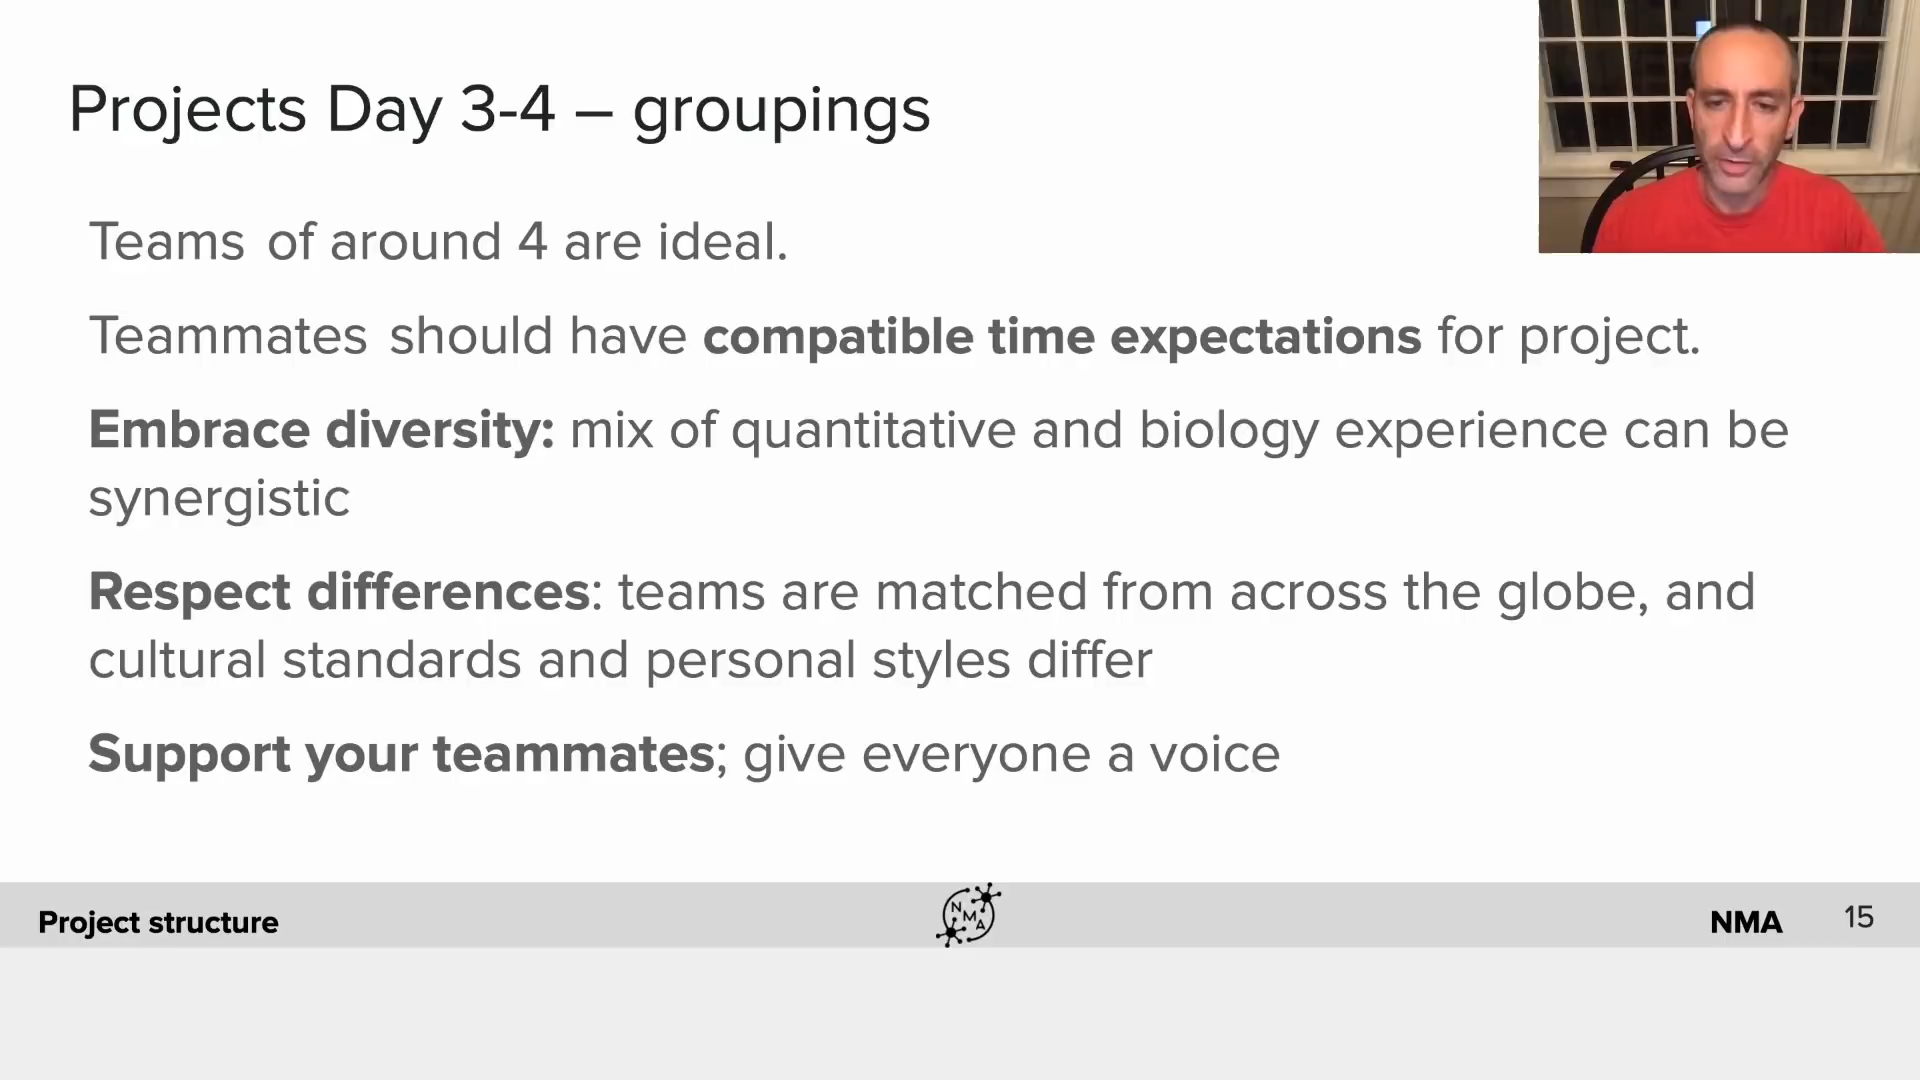 Projects Day 3-4 – groupings
Teams of around 4 are ideal.
Teammates should have compatible time expectations for project.
Embrace diversity: mix of quantitative and biology experience can be
synergistic
Respect differences: teams are matched from across the globe, and
cultural standards and personal styles differ
Support your teammates; give everyone a voice
Project structure
N
M
A
NMA
15